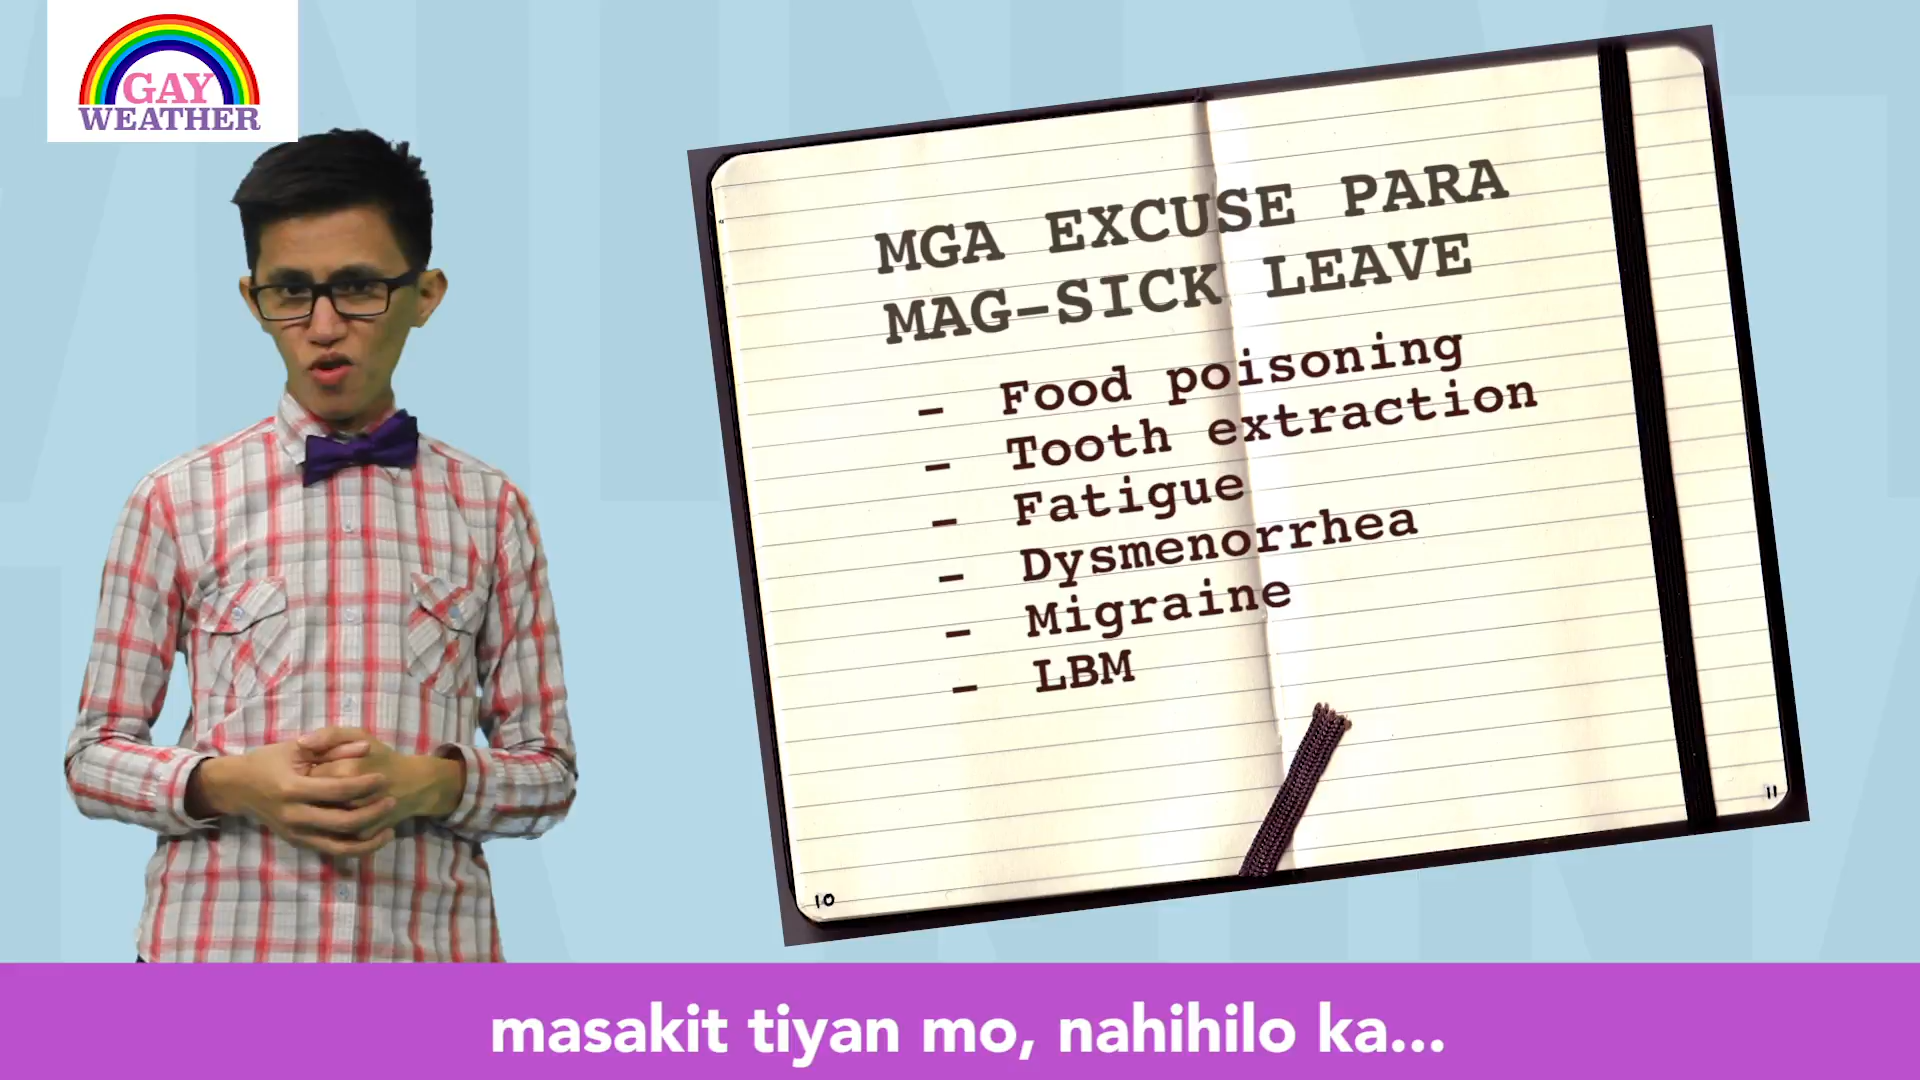 GAY
WEATHER
MGA EXCUSE PARA
MAG-SICK LEAVE
- Food poisoning
- Tooth extraction
- Fatigue
- Dysmenorrhea
- Migraine
- LBM
10
11
masakit tiyan mo, nahihilo ka...